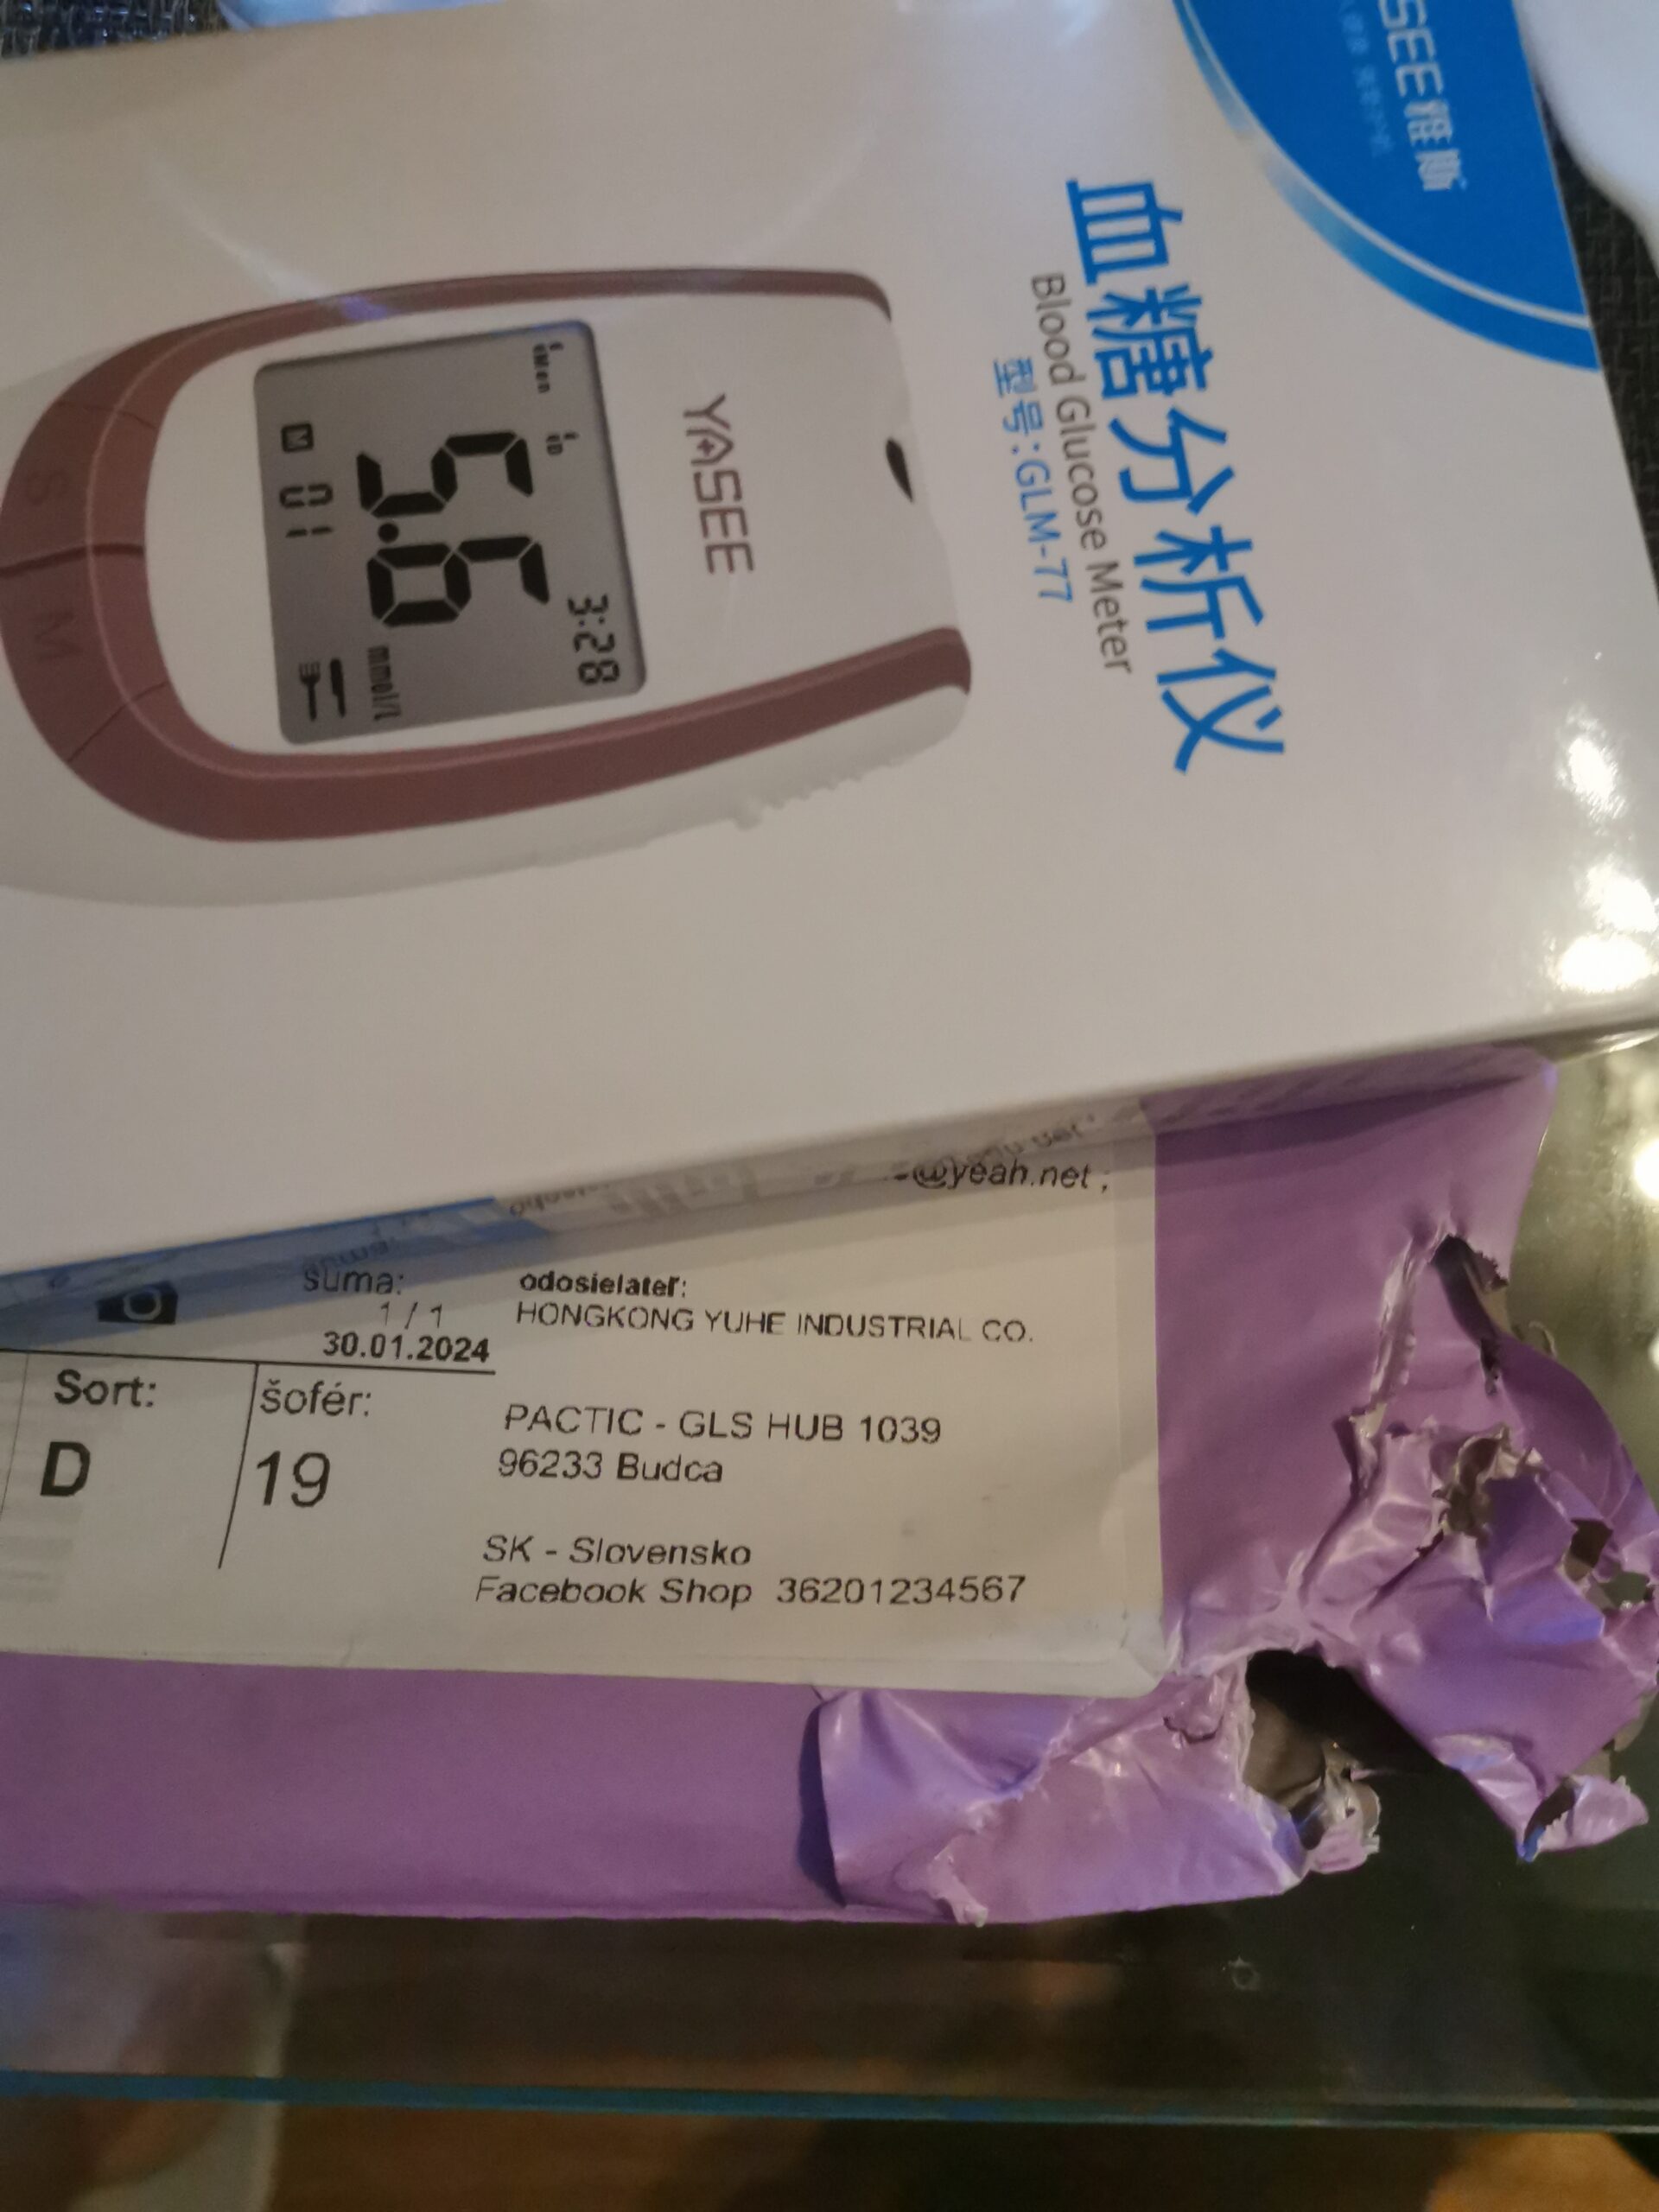 SEE雅斯
血糖分析仪
Blood Glucose Meter
型号:GLM-77
YASEE
3:28
5.6
mmol/l
M 01
S
M
@yeah.net ;
suma:
1 / 1
30.01.2024
odosielateľ:
HONGKONG YUHE INDUSTRIAL CO.
Sort:
D
šofér:
19
PACTIC - GLS HUB 1039
96233 Budca
SK - Slovensko
Facebook Shop 36201234567